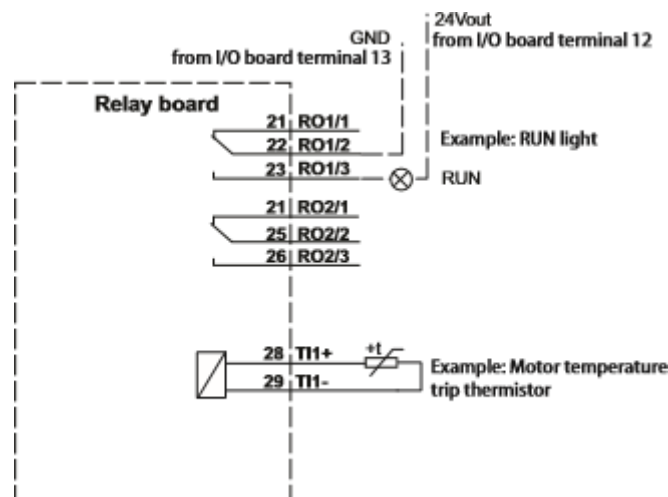 24Vout
GND
from I/O board terminal 12
from I/O board terminal 13
Relay board
21 RO1/1
22 RO1/2
Example: RUN light
23 RO1/3
RUN
21 RO2/1
25 RO2/2
26 RO2/3
+t
28 TI1+
Example: Motor temperature
29 TI1-
trip thermistor